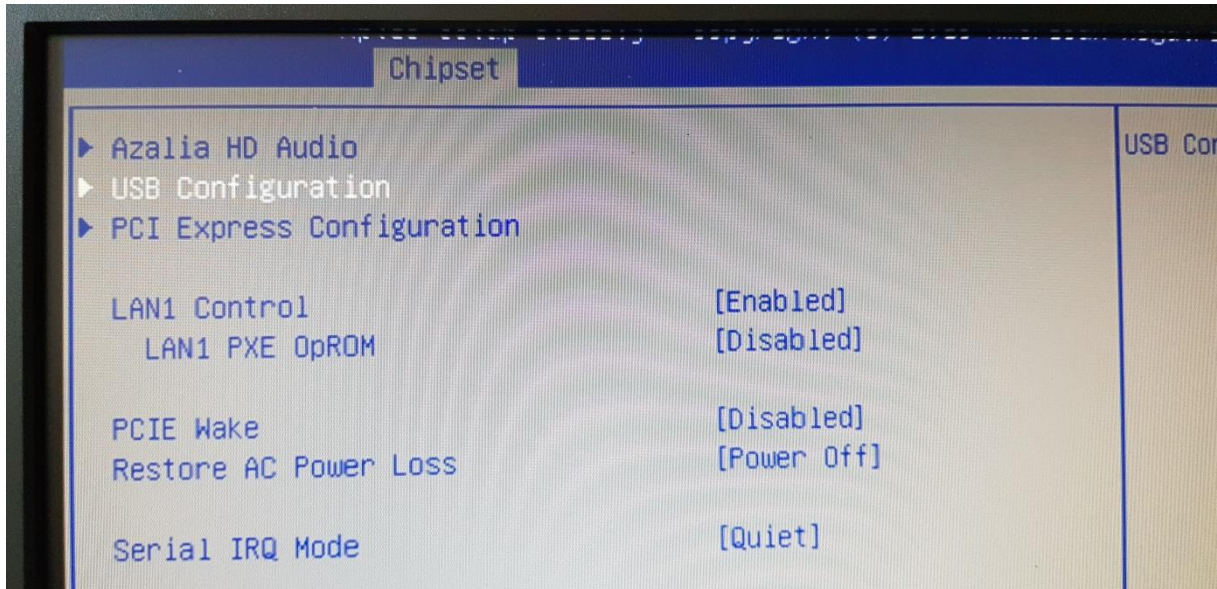 Chipset
Azalia HD Audio
USB Configuration
PCI Express Configuration
LAN1 Control [Enabled]
LAN1 PXE OpROM [Disabled]
PCIE Wake [Disabled]
Restore AC Power Loss [Power Off]
Serial IRQ Mode [Quiet]
USB